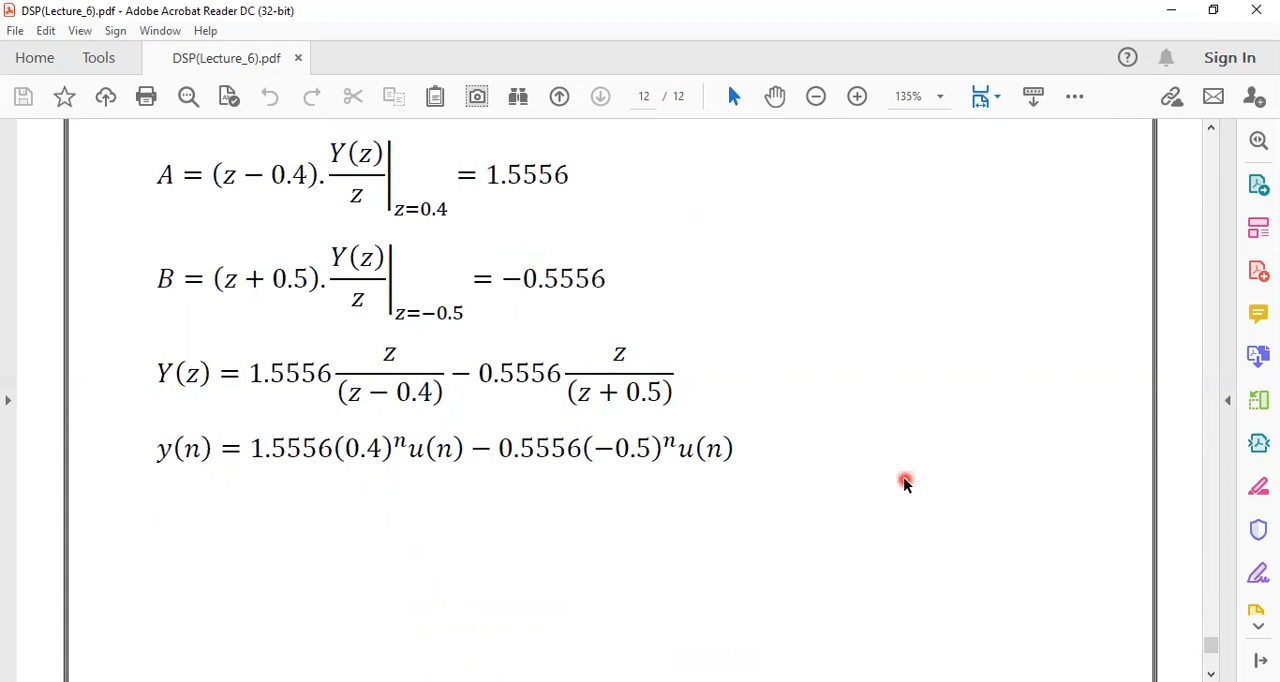 DSP(Lecture_6).pdf - Adobe Acrobat Reader DC (32-bit)
File Edit View Sign Window Help
Home Tools DSP(Lecture_6).pdf × Sign In
12 / 12 135%
A = (z − 0.4). Y(z)/z |z=0.4 = 1.5556
B = (z + 0.5). Y(z)/z |z=−0.5 = −0.5556
Y(z) = 1.5556 z/(z − 0.4) − 0.5556 z/(z + 0.5)
y(n) = 1.5556(0.4)ⁿu(n) − 0.5556(−0.5)ⁿu(n)